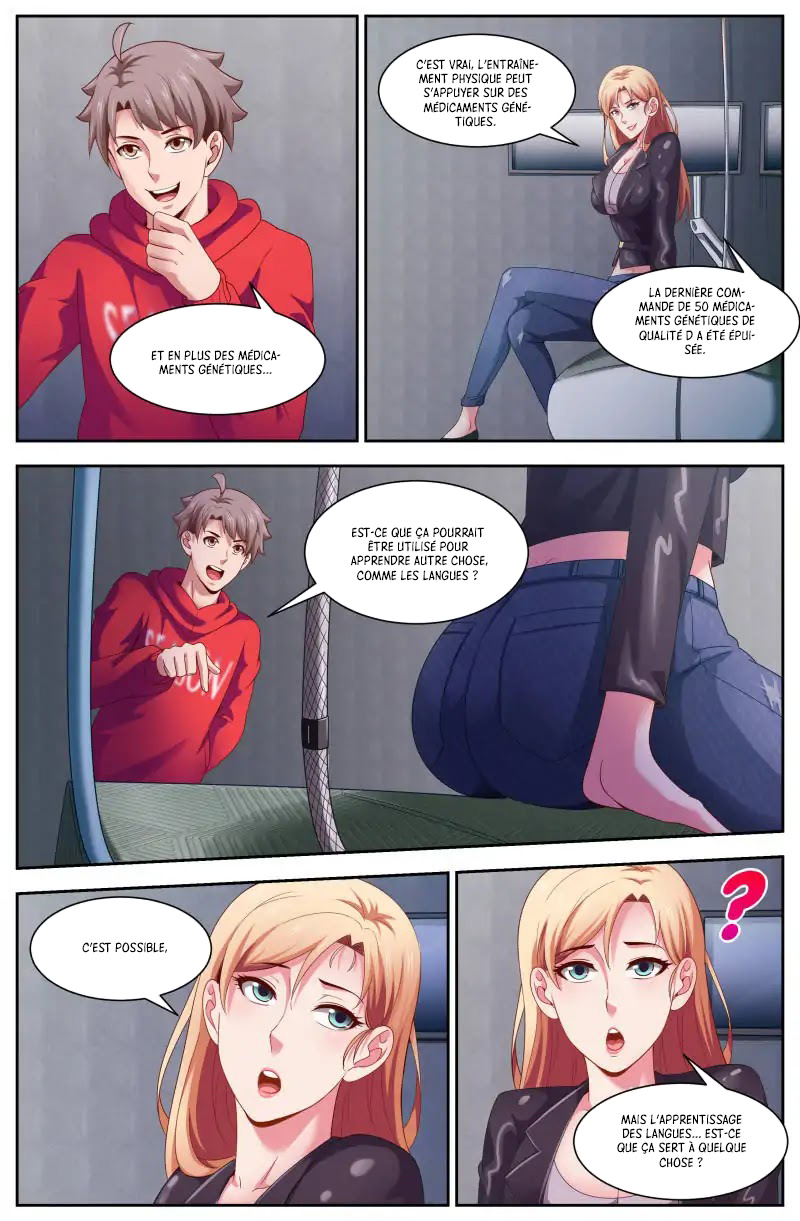 ET EN PLUS DES MÉDICA-
MENTS GÉNÉTIQUES...
C'EST VRAI, L'ENTRAÎNE-
MENT PHYSIQUE PEUT
S'APPUYER SUR DES
MÉDICAMENTS GÉNÉ-
TIQUES.
LA DERNIÈRE COM-
MANDE DE 50 MÉDICA-
MENTS GÉNÉTIQUES DE
QUALITÉ D A ÉTÉ ÉPUI-
SÉE.
EST-CE QUE ÇA POURRAIT
ÊTRE UTILISÉ POUR
APPRENDRE AUTRE CHOSE,
COMME LES LANGUES ?
C'EST POSSIBLE,
?
MAIS L'APPRENTISSAGE
DES LANGUES... EST-CE
QUE ÇA SERT À QUELQUE
CHOSE ?